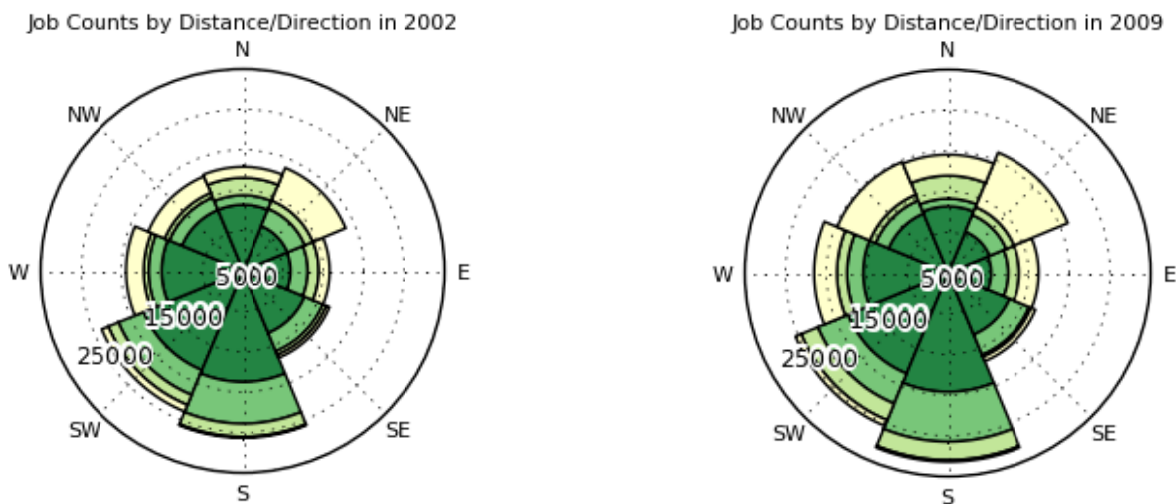 Job Counts by Distance/Direction in 2002
N
NW
NE
W
E
5000
15000
25000
SW
SE
S
Job Counts by Distance/Direction in 2009
N
NW
NE
W
E
5000
15000
25000
SW
SE
S